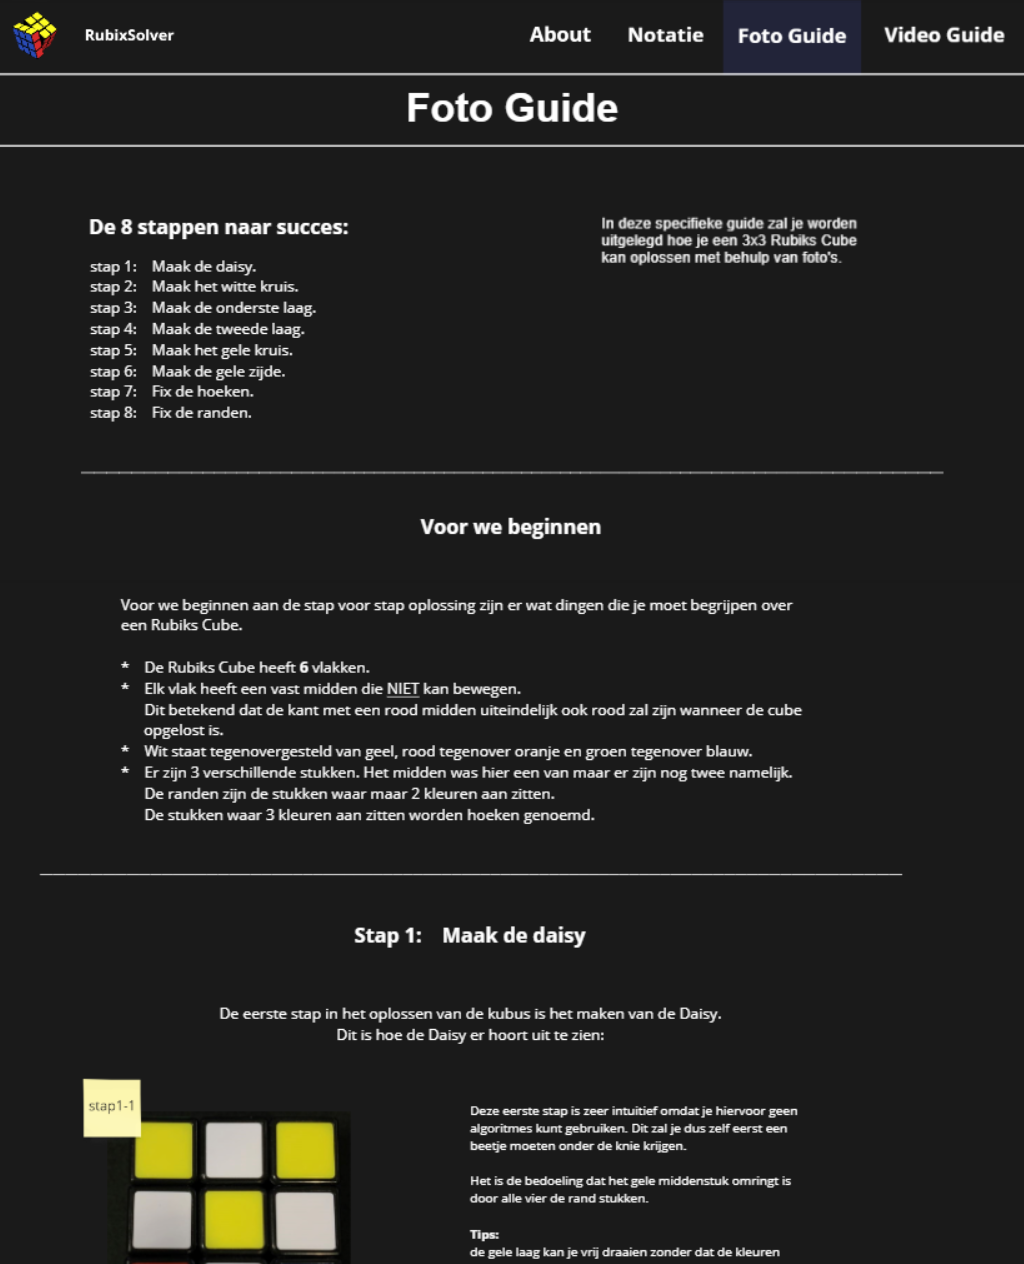 RubixSolver
About
Notatie
Foto Guide
Video Guide
Foto Guide
De 8 stappen naar succes:
stap 1: Maak de daisy.
stap 2: Maak het witte kruis.
stap 3: Maak de onderste laag.
stap 4: Maak de tweede laag.
stap 5: Maak het gele kruis.
stap 6: Maak de gele zijde.
stap 7: Fix de hoeken.
stap 8: Fix de randen.
In deze specifieke guide zal je worden
uitgelegd hoe je een 3x3 Rubiks Cube
kan oplossen met behulp van foto's.
Voor we beginnen
Voor we beginnen aan de stap voor stap oplossing zijn er wat dingen die je moet begrijpen over
een Rubiks Cube.
* De Rubiks Cube heeft 6 vlakken.
* Elk vlak heeft een vast midden die NIET kan bewegen.
Dit betekend dat de kant met een rood midden uiteindelijk ook rood zal zijn wanneer de cube
opgelost is.
* Wit staat tegenovergesteld van geel, rood tegenover oranje en groen tegenover blauw.
* Er zijn 3 verschillende stukken. Het midden was hier een van maar er zijn nog twee namelijk.
De randen zijn de stukken waar maar 2 kleuren aan zitten.
De stukken waar 3 kleuren aan zitten worden hoeken genoemd.
Stap 1: Maak de daisy
De eerste stap in het oplossen van de kubus is het maken van de Daisy.
Dit is hoe de Daisy er hoort uit te zien:
stap1-1
Deze eerste stap is zeer intuitief omdat je hiervoor geen
algoritmes kunt gebruiken. Dit zal je dus zelf eerst een
beetje moeten onder de knie krijgen.
Het is de bedoeling dat het gele middenstuk omringt is
door alle vier de rand stukken.
Tips:
de gele laag kan je vrij draaien zonder dat de kleuren